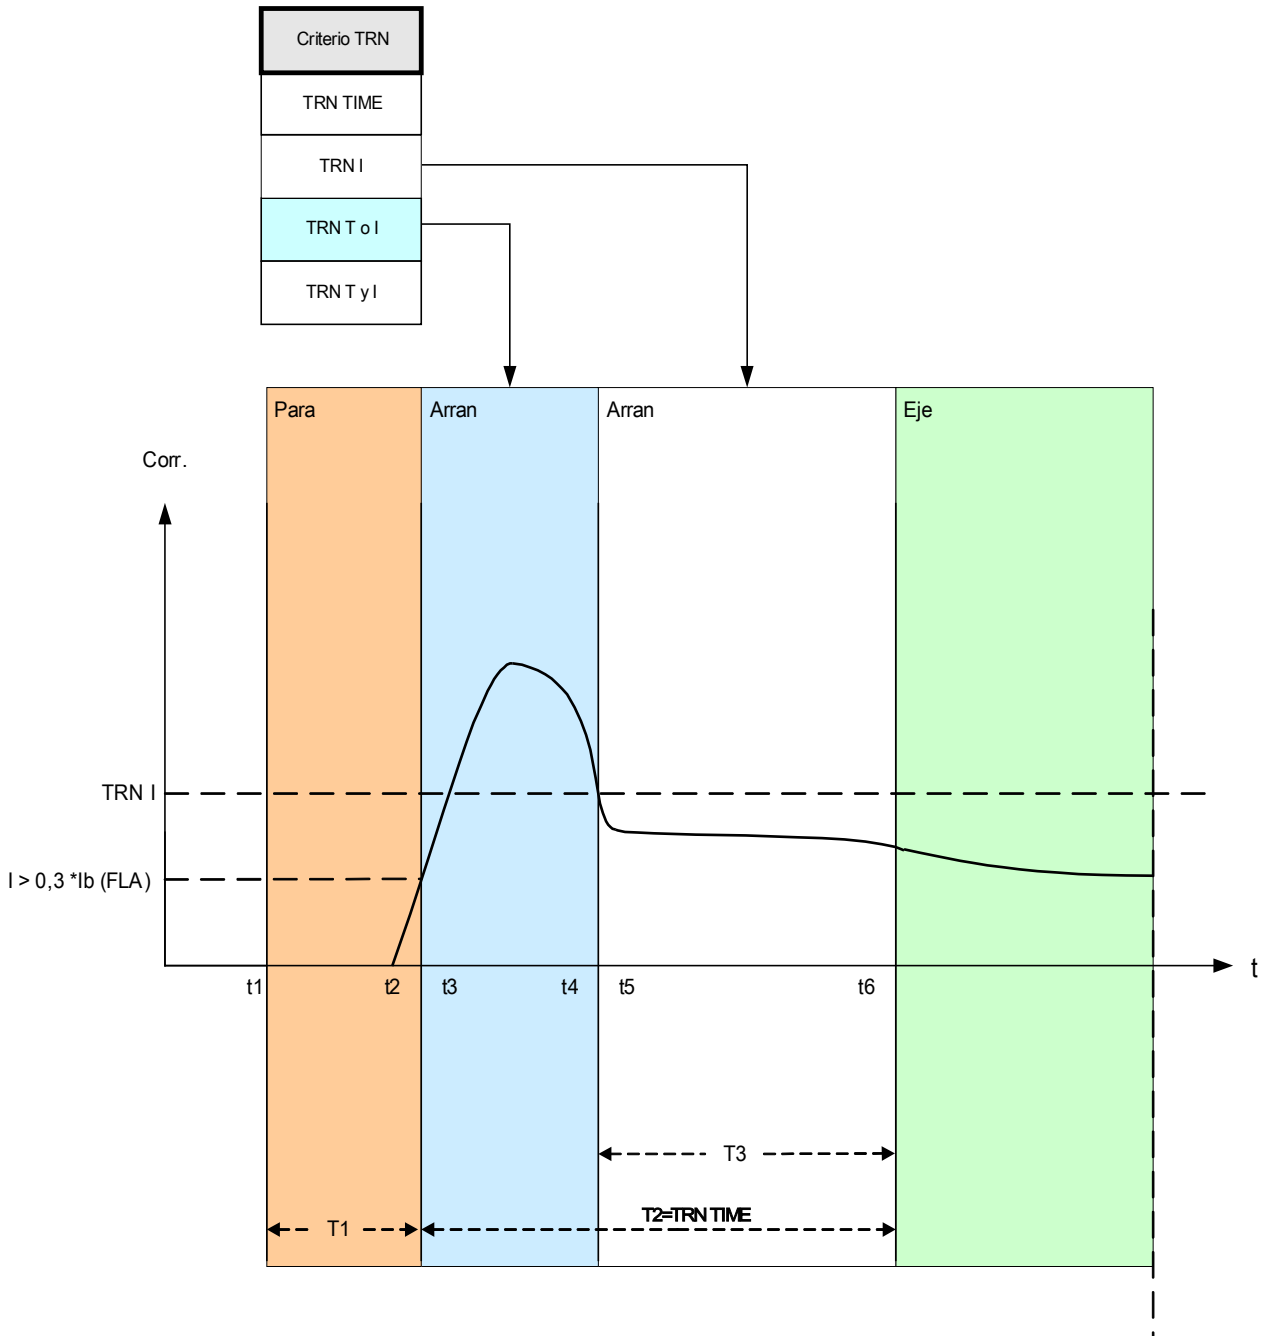 Criterio TRN
TRN TIME
TRN I
TRN T o I
TRN T y I
Para
Arran
Arran
Eje
Corr.
TRN I
I > 0,3 *Ib (FLA)
t
t1
t2
t3
t4
t5
t6
T3
T2=TRN TIME
T1